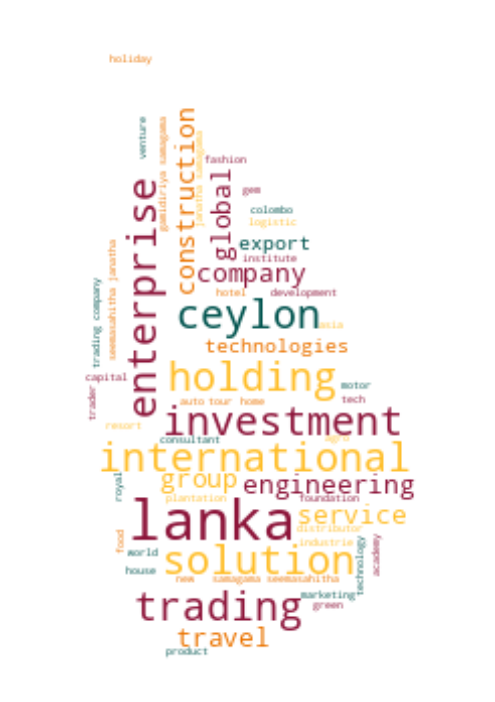 holiday
venture
gamidiriya samagama
construction
janatha samagama
fashion
enterprise
global
gem
colombo
logistic
export
institute
seemasahitha janatha
trading company
company
hotel
development
ceylon
asia
technologies
capital
trader
holding
motor
auto
tour
home
tech
investment
resort
consultant
agro
international
royal
group
engineering
plantation
foundation
lanka
service
distributor
food
industrie
technology
academy
world
solution
house
new
samagama seemasahitha
trading
marketing
green
travel
product